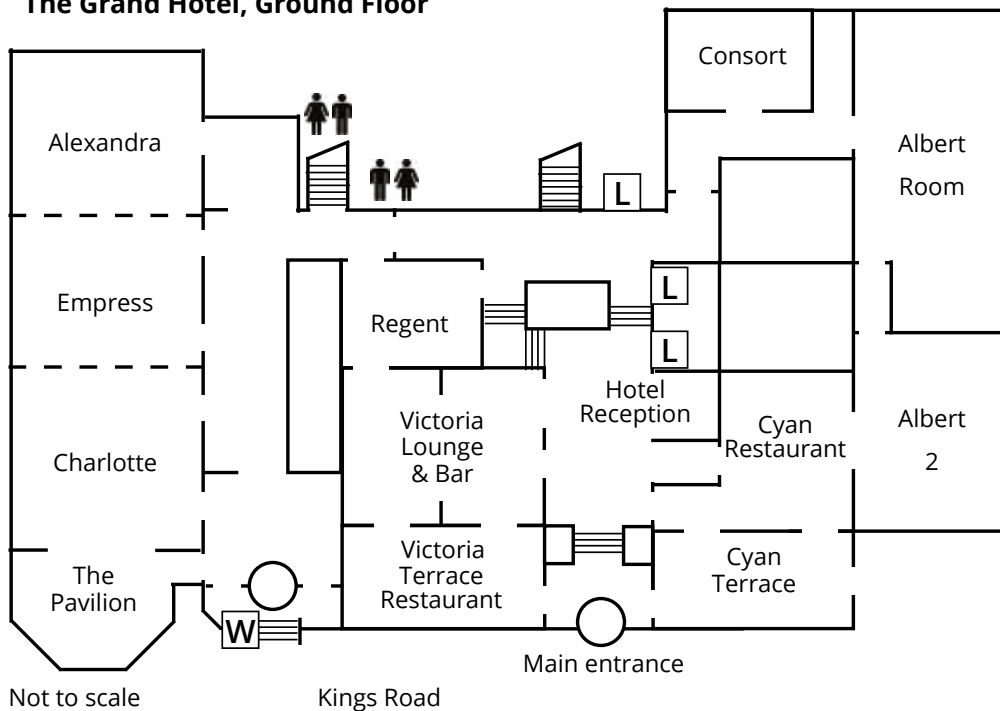 The Grand Hotel, Ground Floor
Consort
Alexandra
Albert
Room
L
Empress
L
Regent
L
Hotel
Reception
Victoria
Lounge
& Bar
Cyan
Restaurant
Albert
2
Charlotte
The
Pavilion
Victoria
Terrace
Restaurant
Cyan
Terrace
W
Main entrance
Not to scale
Kings Road